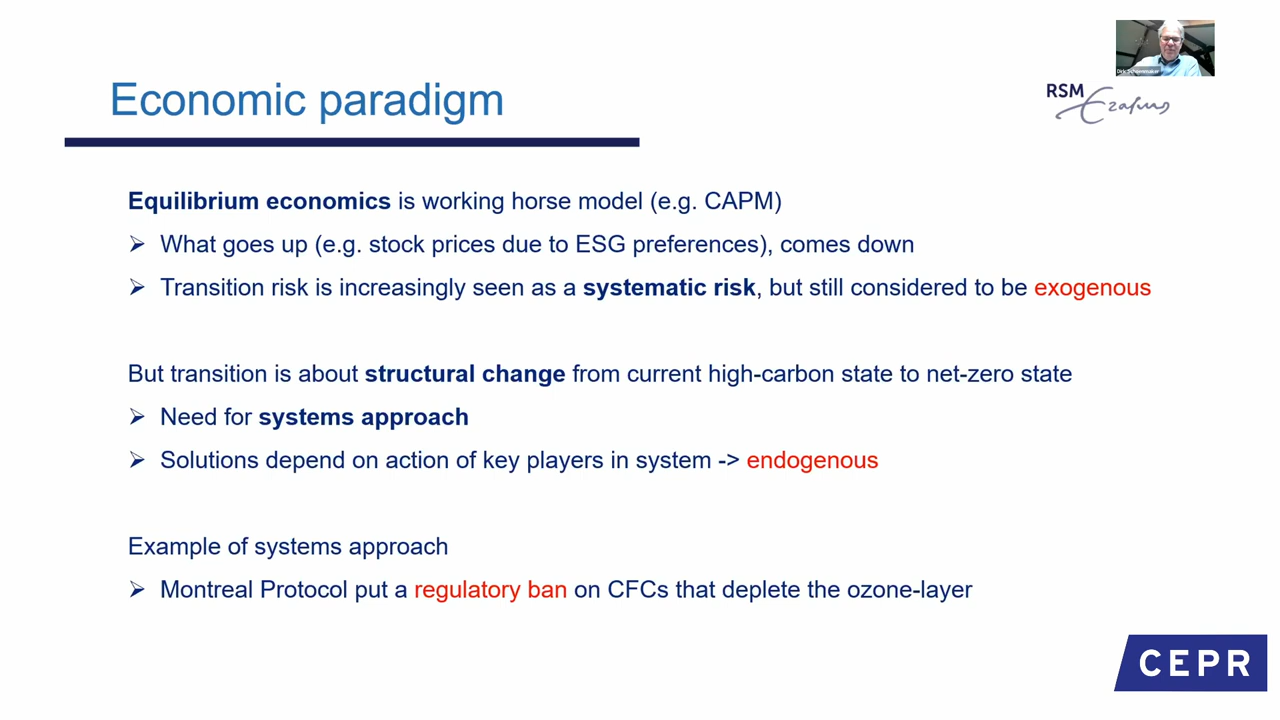 Economic paradigm
RSM
Erasmus
Equilibrium economics is working horse model (e.g. CAPM)
➢ What goes up (e.g. stock prices due to ESG preferences), comes down
➢ Transition risk is increasingly seen as a systematic risk, but still considered to be exogenous
But transition is about structural change from current high-carbon state to net-zero state
➢ Need for systems approach
➢ Solutions depend on action of key players in system -> endogenous
Example of systems approach
➢ Montreal Protocol put a regulatory ban on CFCs that deplete the ozone-layer
CEPR